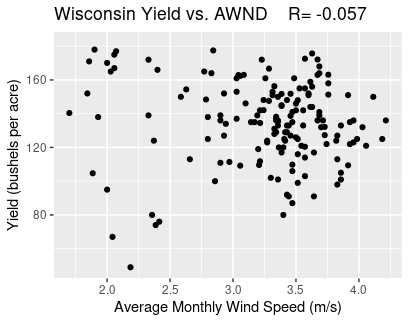 Wisconsin Yield vs. AWND    R= -0.057
Yield (bushels per acre)
160
120
80
2.0 2.5 3.0 3.5 4.0
Average Monthly Wind Speed (m/s)